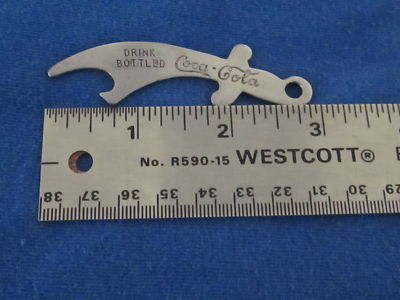 DRINK
BOTTLED
Coca-Cola
1 2 3
No. R590-15 WESTCOTT®
38 37 36 35 34 33 32 31 30 29